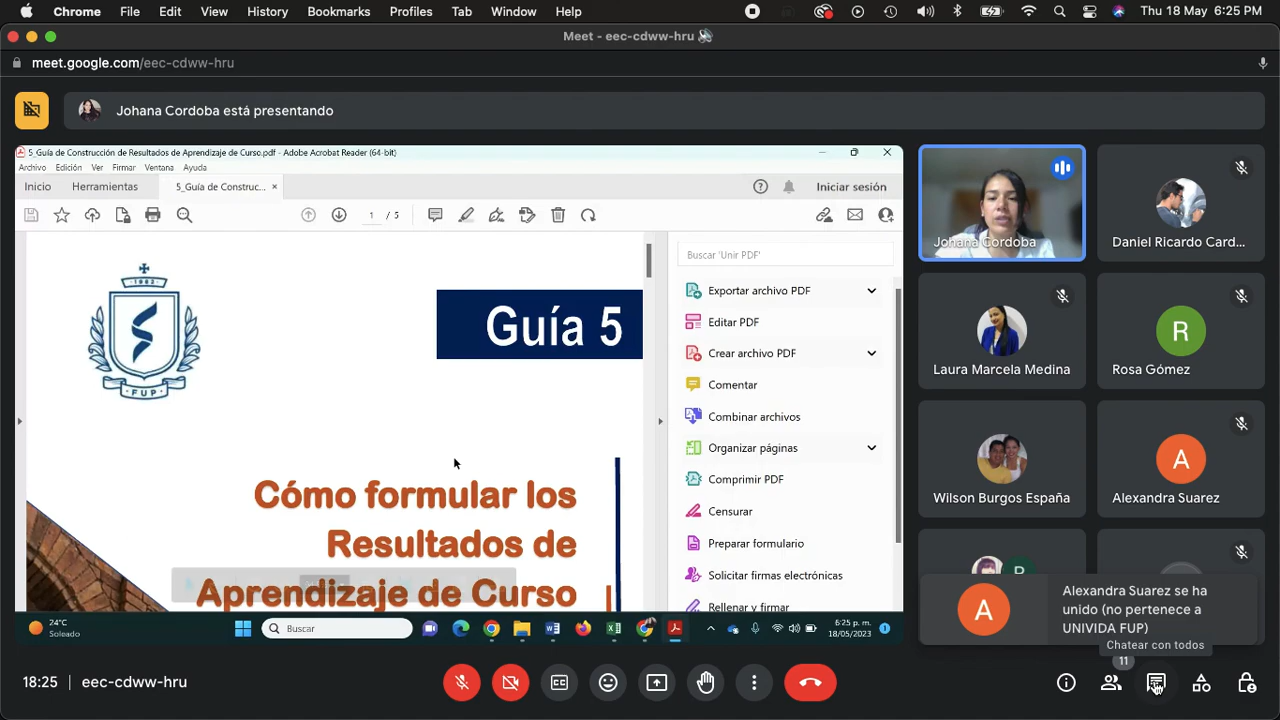 Chrome File Edit View History Bookmarks Profiles Tab Window Help Thu 18 May 6:25 PM
Meet - eec-cdww-hru
meet.google.com/eec-cdww-hru
Johana Cordoba está presentando
5_Guía de Construcción de Resultados de Aprendizaje de Curso.pdf - Adobe Acrobat Reader (64-bit)
Archivo Edición Ver Firmar Ventana Ayuda
Inicio Herramientas 5_Guía de Construc... Iniciar sesión
1 / 5
Buscar 'Unir PDF'
Exportar archivo PDF
Editar PDF
Crear archivo PDF
Comentar
Combinar archivos
Organizar páginas
Comprimir PDF
Censurar
Preparar formulario
Solicitar firmas electrónicas
Rellenar y firmar
1982
FUP
Guía 5
Cómo formular los
Resultados de
Aprendizaje de Curso
24°C
Soleado
Buscar
6:25 p. m.
18/05/2023
1
Johana Cordoba
Daniel Ricardo Card...
Laura Marcela Medina
R
Rosa Gómez
Wilson Burgos España
A
Alexandra Suarez
R
A
Alexandra Suarez se ha
unido (no pertenece a
UNIVIDA FUP)
Chatear con todos
11
18:25 | eec-cdww-hru